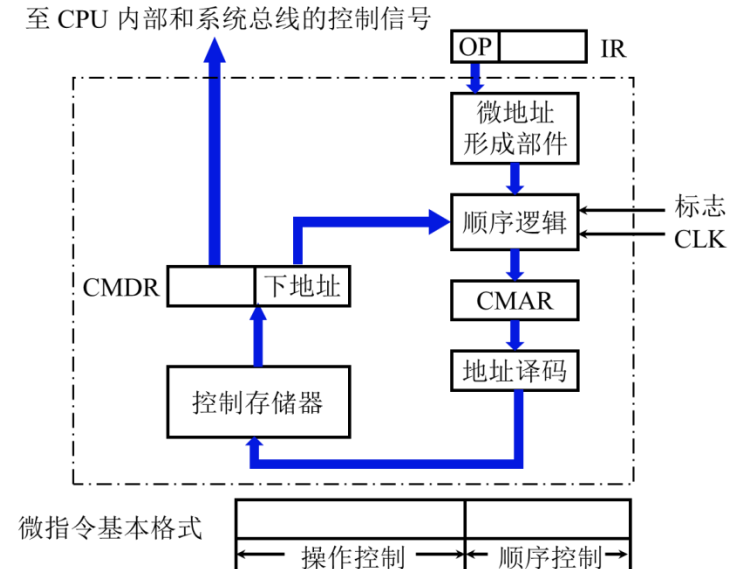 至 CPU 内部和系统总线的控制信号
OP
IR
微地址
形成部件
顺序逻辑
标志
CLK
CMDR
下地址
CMAR
地址译码
控制存储器
微指令基本格式
操作控制
顺序控制